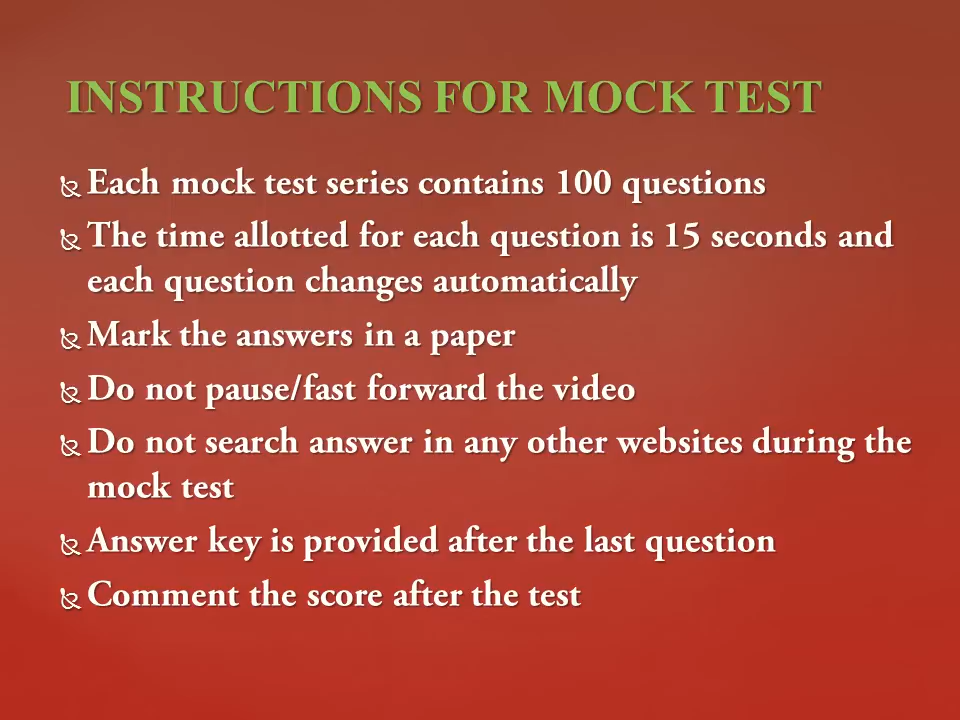 INSTRUCTIONS FOR MOCK TEST
Each mock test series contains 100 questions
The time allotted for each question is 15 seconds and
each question changes automatically
Mark the answers in a paper
Do not pause/fast forward the video
Do not search answer in any other websites during the
mock test
Answer key is provided after the last question
Comment the score after the test